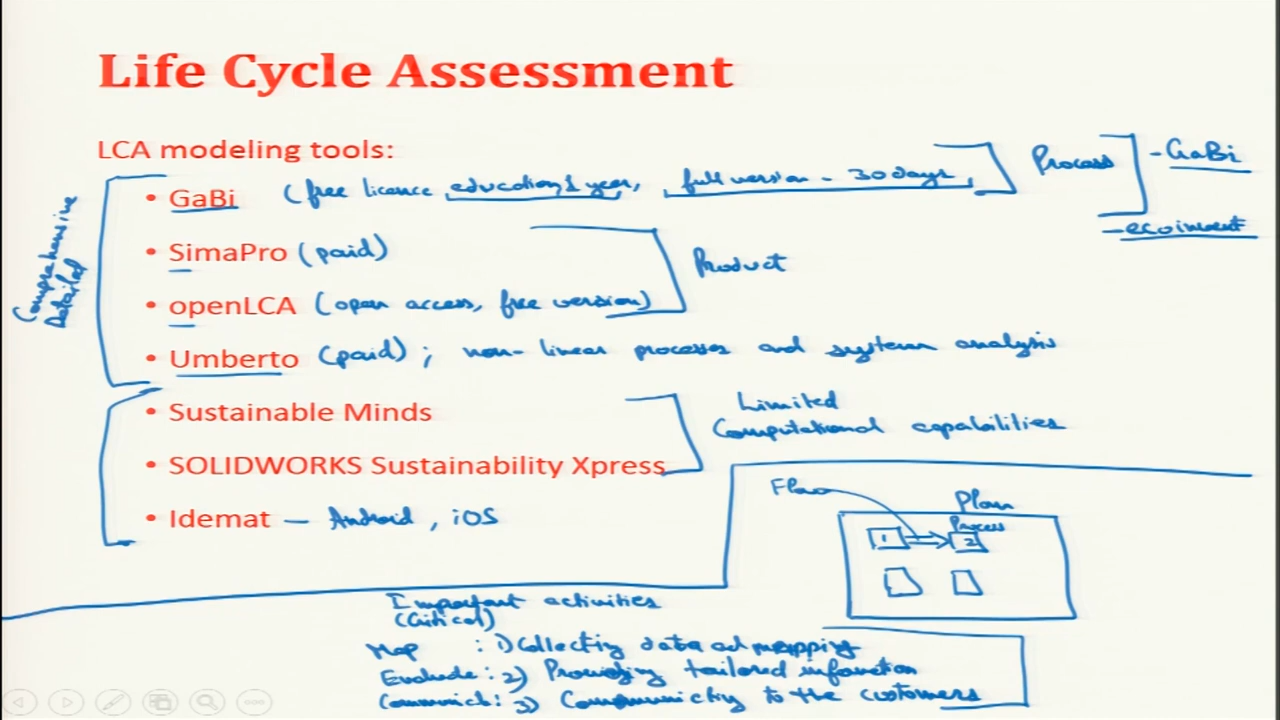 Life Cycle Assessment
LCA modeling tools:
• GaBi (free licence education 1 year, full version - 30 days, Process - GaBi
- ecoinvent
• SimaPro (paid) Product
• openLCA (open access, free version)
• Umberto (paid) ; non-linear processes and system analysis
Comprehensive
Detailed
• Sustainable Minds Limited
Computational capabilities
• SOLIDWORKS Sustainability Xpress
• Idemat - Android, iOS
Flow Plan
Process
1 2
Important activities
(Critical)
Map : 1) Collecting data ad mapping
Evaluate : 2) Providing tailored information
3) to the customers